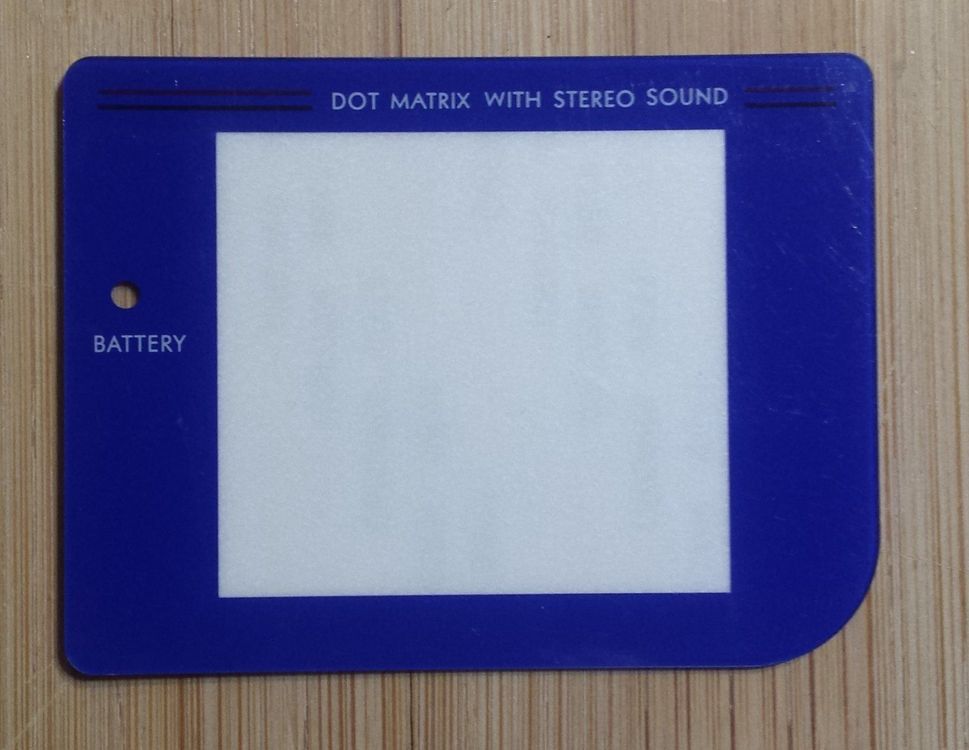 DOT MATRIX WITH STEREO SOUND
BATTERY